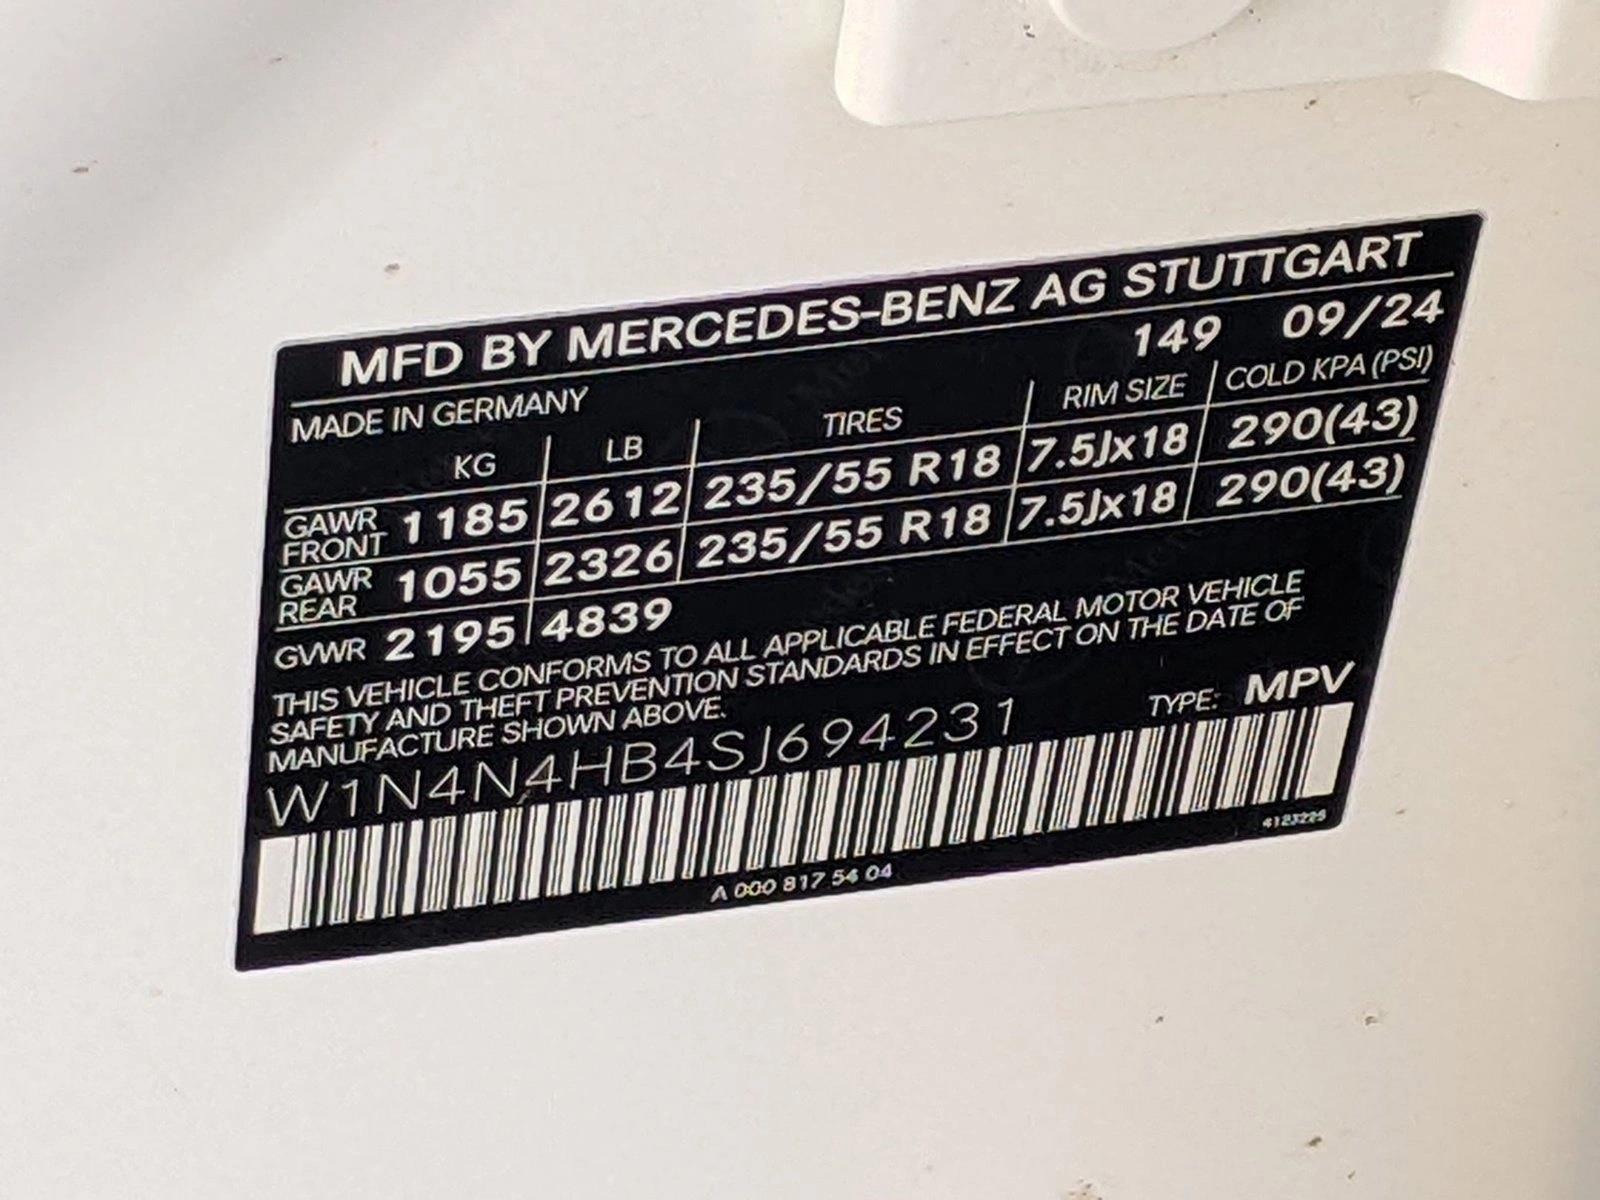 MFD BY MERCEDES-BENZ AG STUTTGART
149 09/24
MADE IN GERMANY
KG LB TIRES RIM SIZE COLD KPA (PSI)
GAWR FRONT 1185 2612 235/55 R18 7.5Jx18 290(43)
GAWR REAR 1055 2326 235/55 R18 7.5Jx18 290(43)
GVWR 2195 4839
THIS VEHICLE CONFORMS TO ALL APPLICABLE FEDERAL MOTOR VEHICLE
SAFETY AND THEFT PREVENTION STANDARDS IN EFFECT ON THE DATE OF
MANUFACTURE SHOWN ABOVE.
W1N4N4HB4SJ694231 TYPE: MPV
A 000 817 54 04